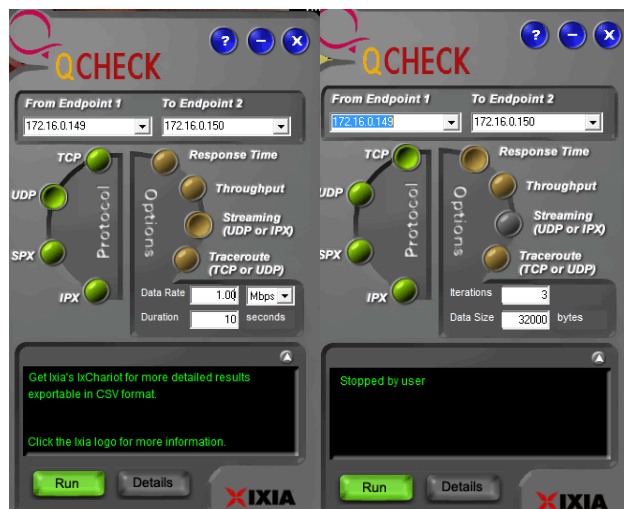 QCHECK
?
From Endpoint 1 To Endpoint 2
172.16.0.149 172.16.0.150
TCP
UDP
SPX
IPX
Protocol
Options
Response Time
Throughput
Streaming
(UDP or IPX)
Traceroute
(TCP or UDP)
Data Rate 1.00 Mbps
Duration 10 seconds
Get Ixia's IxChariot for more detailed results
exportable in CSV format.
Click the Ixia logo for more information.
Run Details
XIXIA
QCHECK
?
From Endpoint 1 To Endpoint 2
172.16.0.149 172.16.0.150
TCP
UDP
SPX
IPX
Protocol
Options
Response Time
Throughput
Streaming
(UDP or IPX)
Traceroute
(TCP or UDP)
Iterations 3
Data Size 32000 bytes
Stopped by user
Run Details
XIXIA